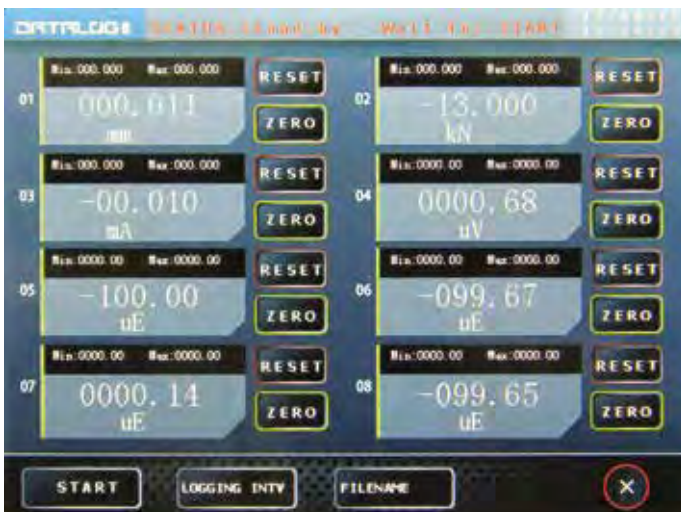 DATALOG:
Min:000.000 Max:000.000
RESET
01
000.011
mm
ZERO
Min:000.000 Max:000.000
RESET
02
-13.000
kN
ZERO
Min:000.000 Max:000.000
RESET
03
-00.010
mA
ZERO
Min:0000.00 Max:0000.00
RESET
04
0000.68
uV
ZERO
Min:0000.00 Max:0000.00
RESET
05
-100.00
uE
ZERO
Min:0000.00 Max:0000.00
RESET
06
-099.67
uE
ZERO
Min:0000.00 Max:0000.00
RESET
07
0000.14
uE
ZERO
Min:0000.00 Max:0000.00
RESET
08
-099.65
uE
ZERO
START
LOGGING INTV
FILENAME
X